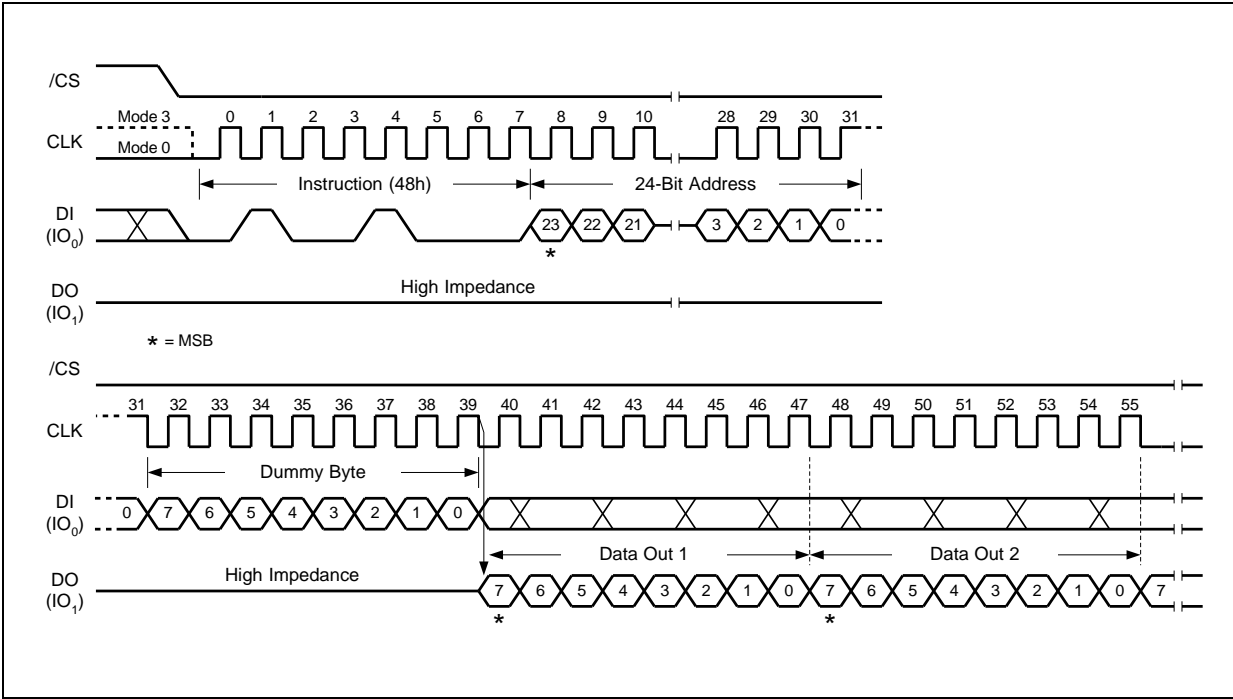 /CS
Mode 3 0 1 2 3 4 5 6 7 8 9 10 28 29 30 31
CLK
Mode 0
Instruction (48h) 24-Bit Address
DI
(IO0) 23 22 21 3 2 1 0
*
DO High Impedance
(IO1)
* = MSB
/CS
31 32 33 34 35 36 37 38 39 40 41 42 43 44 45 46 47 48 49 50 51 52 53 54 55
CLK
Dummy Byte
DI
(IO0) 0 7 6 5 4 3 2 1 0
Data Out 1 Data Out 2
DO High Impedance
(IO1) 7 6 5 4 3 2 1 0 7 6 5 4 3 2 1 0 7
* *